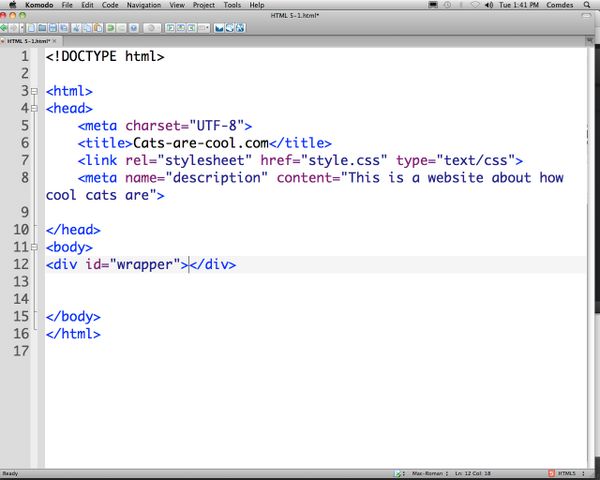 Komodo File Edit Code Navigation View Project Tools Help Tue 1:41 PM Comdes
HTML 5-1.html*
HTML 5-1.html*
1 <!DOCTYPE html>
2
3 <html>
4 <head>
5 <meta charset="UTF-8">
6 <title>Cats-are-cool.com</title>
7 <link rel="stylesheet" href="style.css" type="text/css">
8 <meta name="description" content="This is a website about how
cool cats are">
9
10 </head>
11 <body>
12 <div id="wrapper"></div>
13
14
15 </body>
16 </html>
17
Ready Mac-Roman Ln: 12 Col: 18 HTML5